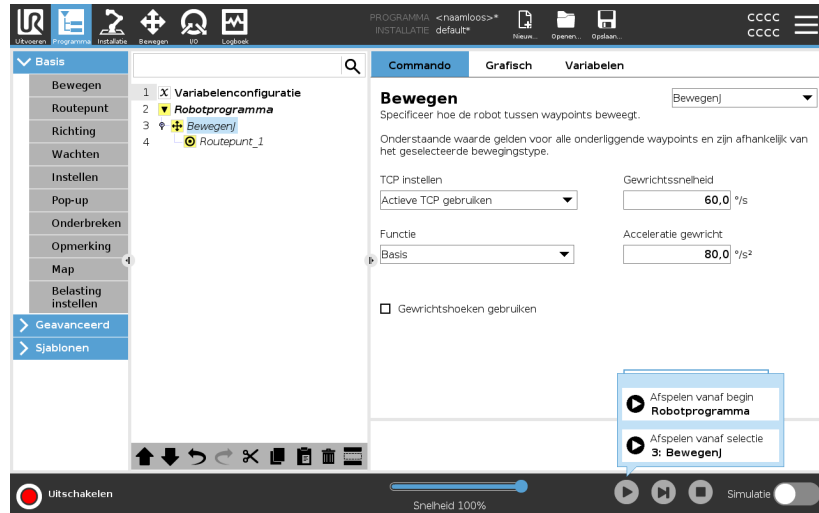 UR
Uitvoeren Programma Installatie Bewegen I/O Logboek
PROGRAMMA <naamloos>*
INSTALLATIE default*
Nieuw... Openen... Opslaan...
CCCC
CCCC
Basis
Bewegen
Routepunt
Richting
Wachten
Instellen
Pop-up
Onderbreken
Opmerking
Map
Belasting
instellen
Geavanceerd
Sjablonen
1 X Variabelenconfiguratie
2 Robotprogramma
3 BewegenJ
4 Routepunt_1
Commando Grafisch Variabelen
Bewegen
BewegenJ
Specificeer hoe de robot tussen waypoints beweegt.
Onderstaande waarde gelden voor alle onderliggende waypoints en zijn afhankelijk van
het geselecteerde bewegingstype.
TCP instellen
Gewrichtssnelheid
Actieve TCP gebruiken
60,0 °/s
Functie
Acceleratie gewricht
Basis
80,0 °/s²
Gewrichtshoeken gebruiken
Afspelen vanaf begin
Robotprogramma
Afspelen vanaf selectie
3: BewegenJ
Uitschakelen
Snelheid 100%
Simulatie